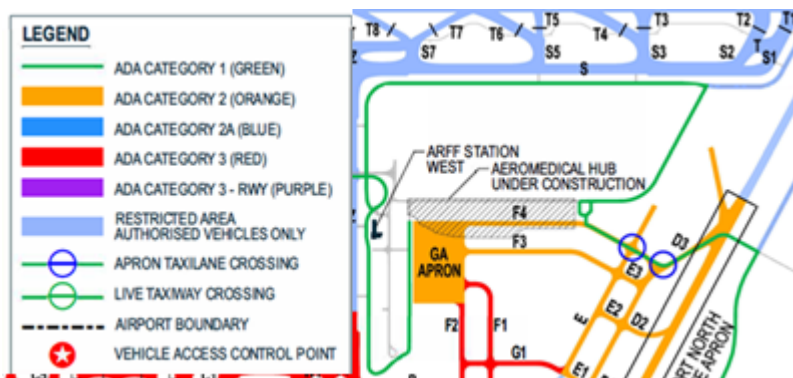 LEGEND
ADA CATEGORY 1 (GREEN)
ADA CATEGORY 2 (ORANGE)
ADA CATEGORY 2A (BLUE)
ADA CATEGORY 3 (RED)
ADA CATEGORY 3 - RWY (PURPLE)
RESTRICTED AREA
AUTHORISED VEHICLES ONLY
APRON TAXILANE CROSSING
LIVE TAXIWAY CROSSING
AIRPORT BOUNDARY
VEHICLE ACCESS CONTROL POINT
T8
T7
T6
T5
T4
T3
T2
T
S7
S5
S3
S2
S1
S
ARFF STATION
WEST
AEROMEDICAL HUB
UNDER CONSTRUCTION
F4
F3
GA
APRON
D3
E3
E2
D2
E
F2
F1
G1
E1
RT NORTH
E APRON